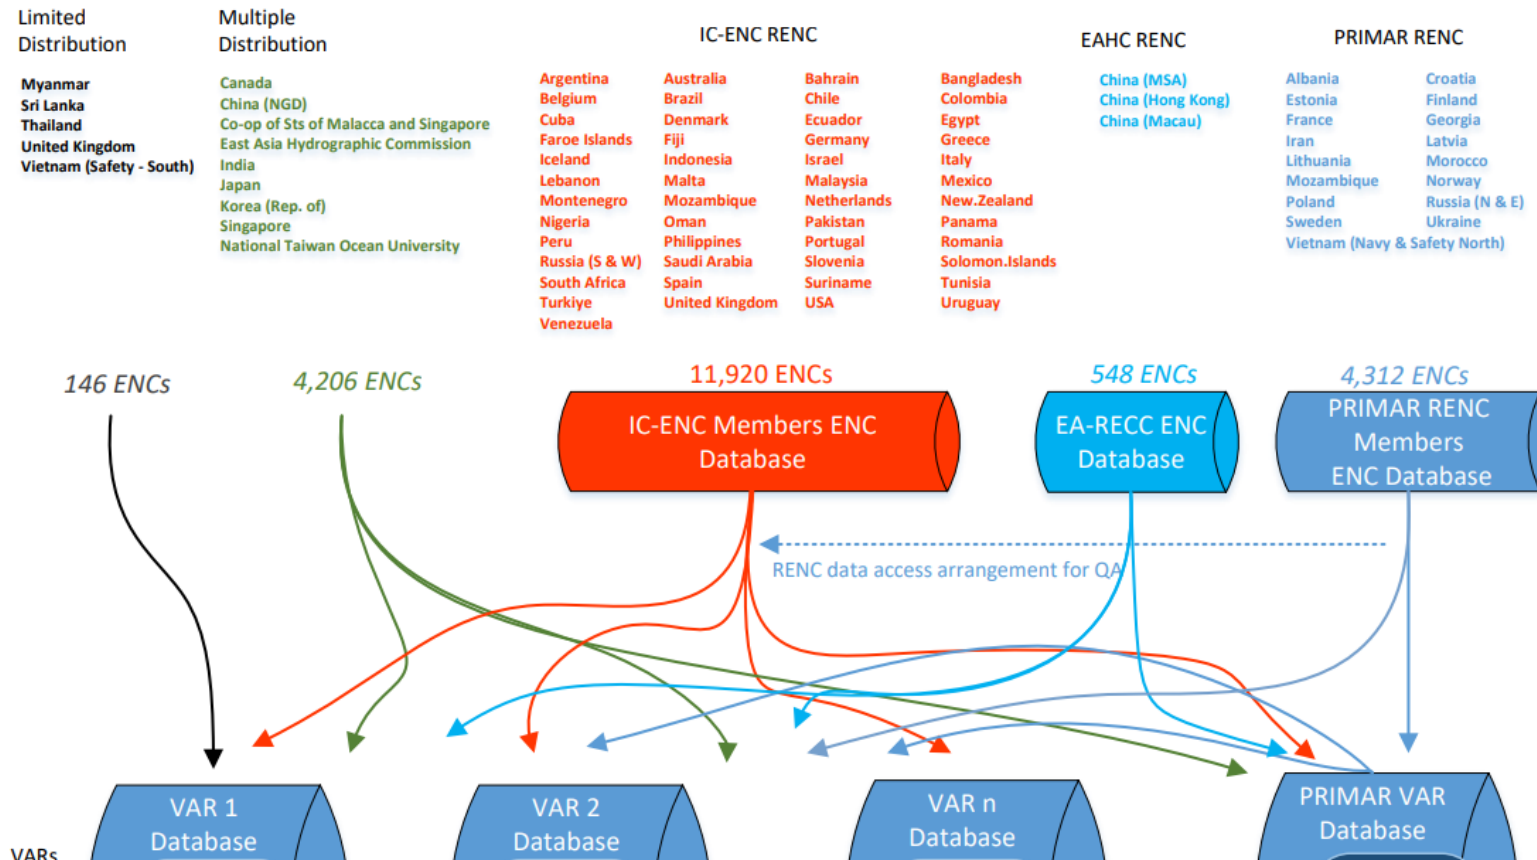 Limited
Distribution
Myanmar
Sri Lanka
Thailand
United Kingdom
Vietnam (Safety - South)
Multiple
Distribution
Canada
China (NGD)
Co-op of Sts of Malacca and Singapore
East Asia Hydrographic Commission
India
Japan
Korea (Rep. of)
Singapore
National Taiwan Ocean University
IC-ENC RENC
Argentina Australia Bahrain Bangladesh
Belgium Brazil Chile Colombia
Cuba Denmark Ecuador Egypt
Faroe Islands Fiji Germany Greece
Iceland Indonesia Israel Italy
Lebanon Malta Malaysia Mexico
Montenegro Mozambique Netherlands New.Zealand
Nigeria Oman Pakistan Panama
Peru Philippines Portugal Romania
Russia (S & W) Saudi Arabia Slovenia Solomon.Islands
South Africa Spain Suriname Tunisia
Turkiye United Kingdom USA Uruguay
Venezuela
EAHC RENC
China (MSA)
China (Hong Kong)
China (Macau)
PRIMAR RENC
Albania Croatia
Estonia Finland
France Georgia
Iran Latvia
Lithuania Morocco
Mozambique Norway
Poland Russia (N & E)
Sweden Ukraine
Vietnam (Navy & Safety North)
146 ENCs
4,206 ENCs
11,920 ENCs
548 ENCs
4,312 ENCs
IC-ENC Members ENC
Database
EA-RECC ENC
Database
PRIMAR RENC
Members
ENC Database
RENC data access arrangement for QA
VAR 1
Database
VAR 2
Database
VAR n
Database
PRIMAR VAR
Database
VARs